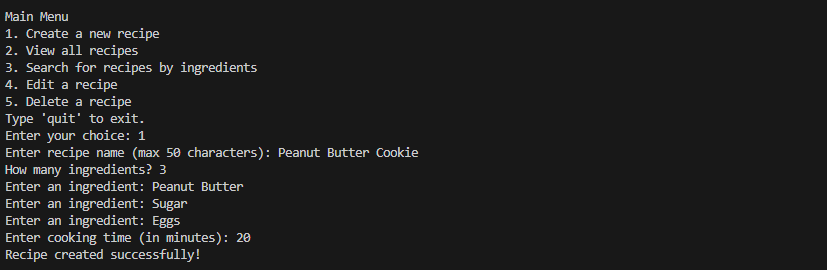 Main Menu
1. Create a new recipe
2. View all recipes
3. Search for recipes by ingredients
4. Edit a recipe
5. Delete a recipe
Type 'quit' to exit.
Enter your choice: 1
Enter recipe name (max 50 characters): Peanut Butter Cookie
How many ingredients? 3
Enter an ingredient: Peanut Butter
Enter an ingredient: Sugar
Enter an ingredient: Eggs
Enter cooking time (in minutes): 20
Recipe created successfully!